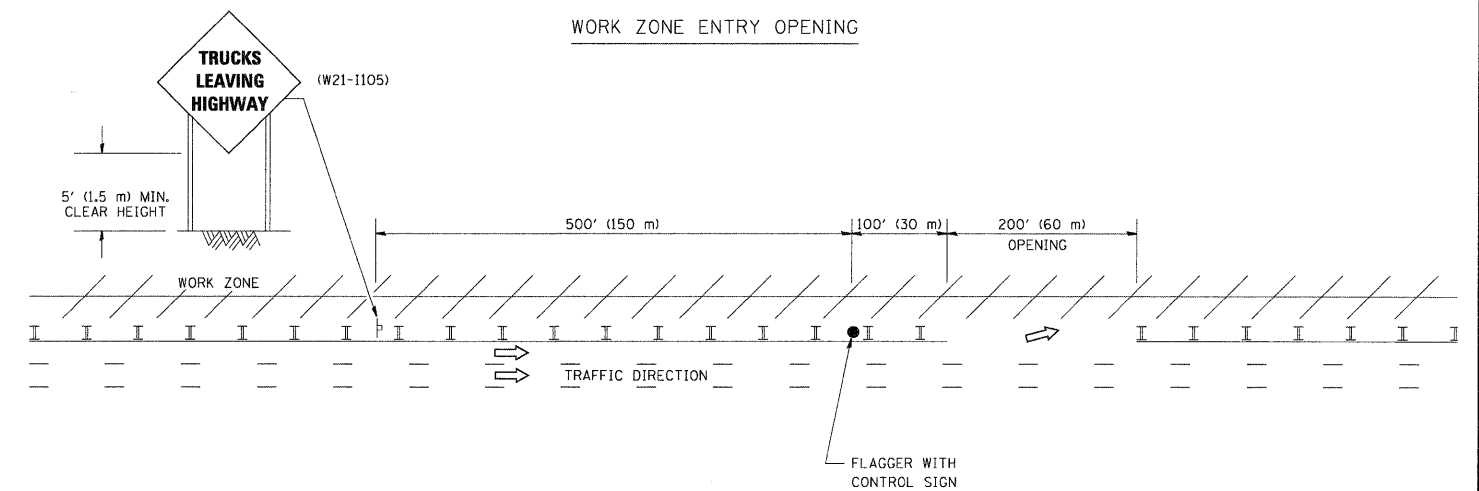 WORK ZONE ENTRY OPENING
TRUCKS
LEAVING
HIGHWAY
(W21-I105)
5' (1.5 m) MIN.
CLEAR HEIGHT
500' (150 m)
100' (30 m)
200' (60 m)
OPENING
WORK ZONE
TRAFFIC DIRECTION
FLAGGER WITH
CONTROL SIGN